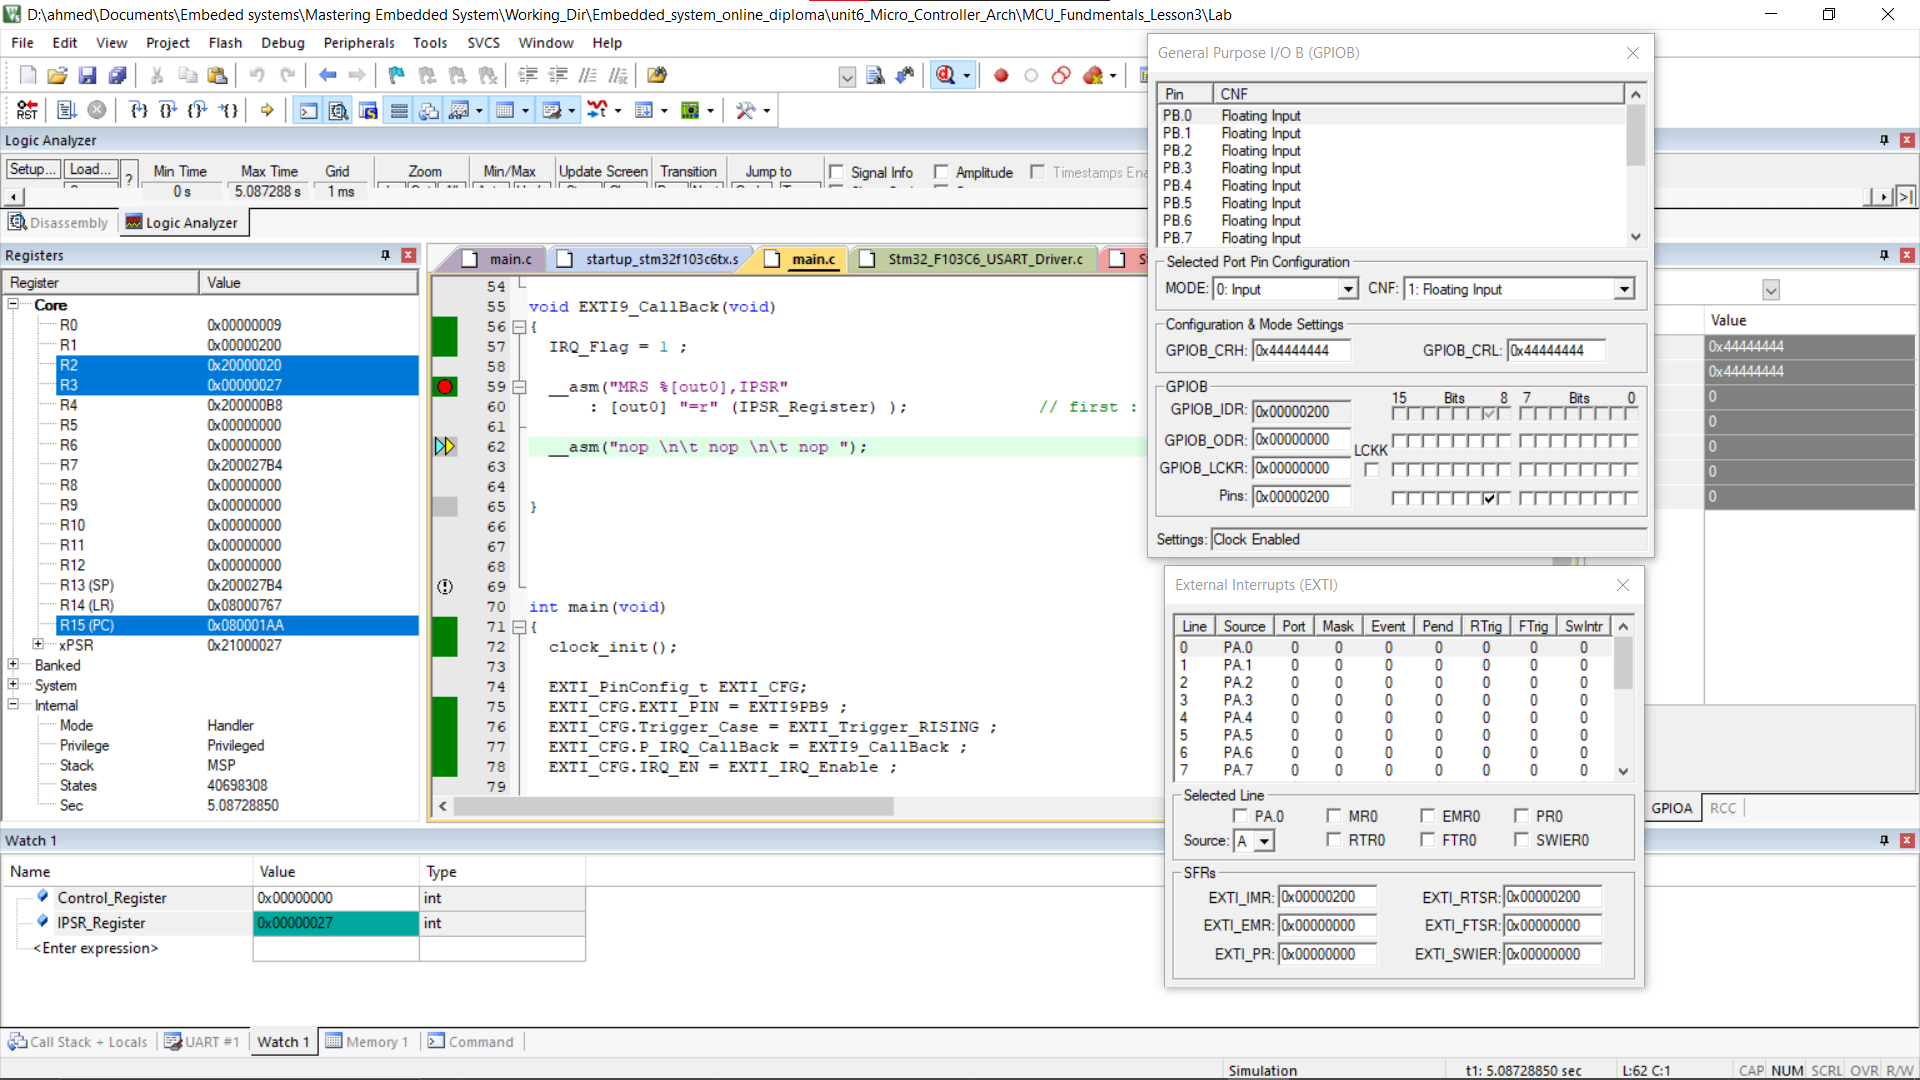 D:\ahmed\Documents\Embeded systems\Mastering Embedded System\Working_Dir\Embedded_system_online_diploma\unit6_Micro_Controller_Arch\MCU_Fundmentals_Lesson3\Lab
File Edit View Project Flash Debug Peripherals Tools SVCS Window Help
Logic Analyzer
Setup... Load... ? Min Time Max Time Grid Zoom Min/Max Update Screen Transition Jump to Signal Info Amplitude Timestamps Ena
0 s 5.087288 s 1 ms
Disassembly Logic Analyzer
Registers
Register Value
Core
R0 0x00000009
R1 0x00000200
R2 0x20000020
R3 0x00000027
R4 0x200000B8
R5 0x00000000
R6 0x00000000
R7 0x200027B4
R8 0x00000000
R9 0x00000000
R10 0x00000000
R11 0x00000000
R12 0x00000000
R13 (SP) 0x200027B4
R14 (LR) 0x08000767
R15 (PC) 0x080001AA
xPSR 0x21000027
Banked
System
Internal
Mode Handler
Privilege Privileged
Stack MSP
States 40698308
Sec 5.08728850
main.c startup_stm32f103c6tx.s main.c Stm32_F103C6_USART_Driver.c
54
55 void EXTI9_CallBack(void)
56 {
57 IRQ_Flag = 1 ;
58
59 __asm("MRS %[out0],IPSR"
60 : [out0] "=r" (IPSR_Register) ); // first :
61
62 __asm("nop \n\t nop \n\t nop ");
63
64
65 }
66
67
68
69
70 int main(void)
71 {
72 clock_init();
73
74 EXTI_PinConfig_t EXTI_CFG;
75 EXTI_CFG.EXTI_PIN = EXTI9PB9 ;
76 EXTI_CFG.Trigger_Case = EXTI_Trigger_RISING ;
77 EXTI_CFG.P_IRQ_CallBack = EXTI9_CallBack ;
78 EXTI_CFG.IRQ_EN = EXTI_IRQ_Enable ;
79
General Purpose I/O B (GPIOB)
Pin CNF
PB.0 Floating Input
PB.1 Floating Input
PB.2 Floating Input
PB.3 Floating Input
PB.4 Floating Input
PB.5 Floating Input
PB.6 Floating Input
PB.7 Floating Input
Selected Port Pin Configuration
MODE: 0: Input CNF: 1: Floating Input
Configuration & Mode Settings
GPIOB_CRH: 0x44444444 GPIOB_CRL: 0x44444444
GPIOB
15 Bits 8 7 Bits 0
GPIOB_IDR: 0x00000200
GPIOB_ODR: 0x00000000
LCKK
GPIOB_LCKR: 0x00000000
Pins: 0x00000200
Settings: Clock Enabled
Value
0x44444444
0x44444444
0
0
0
0
0
External Interrupts (EXTI)
Line Source Port Mask Event Pend RTrig FTrig SwIntr
0 PA.0 0 0 0 0 0 0 0
1 PA.1 0 0 0 0 0 0 0
2 PA.2 0 0 0 0 0 0 0
3 PA.3 0 0 0 0 0 0 0
4 PA.4 0 0 0 0 0 0 0
5 PA.5 0 0 0 0 0 0 0
6 PA.6 0 0 0 0 0 0 0
7 PA.7 0 0 0 0 0 0 0
Selected Line
PA.0 MR0 EMR0 PR0
Source: A RTR0 FTR0 SWIER0
SFRs
EXTI_IMR: 0x00000200 EXTI_RTSR: 0x00000200
EXTI_EMR: 0x00000000 EXTI_FTSR: 0x00000000
EXTI_PR: 0x00000000 EXTI_SWIER: 0x00000000
GPIOA RCC
Watch 1
Name Value Type
Control_Register 0x00000000 int
IPSR_Register 0x00000027 int
<Enter expression>
Call Stack + Locals UART #1 Watch 1 Memory 1 Command
Simulation t1: 5.08728850 sec L:62 C:1 CAP NUM SCRL OVR R/W